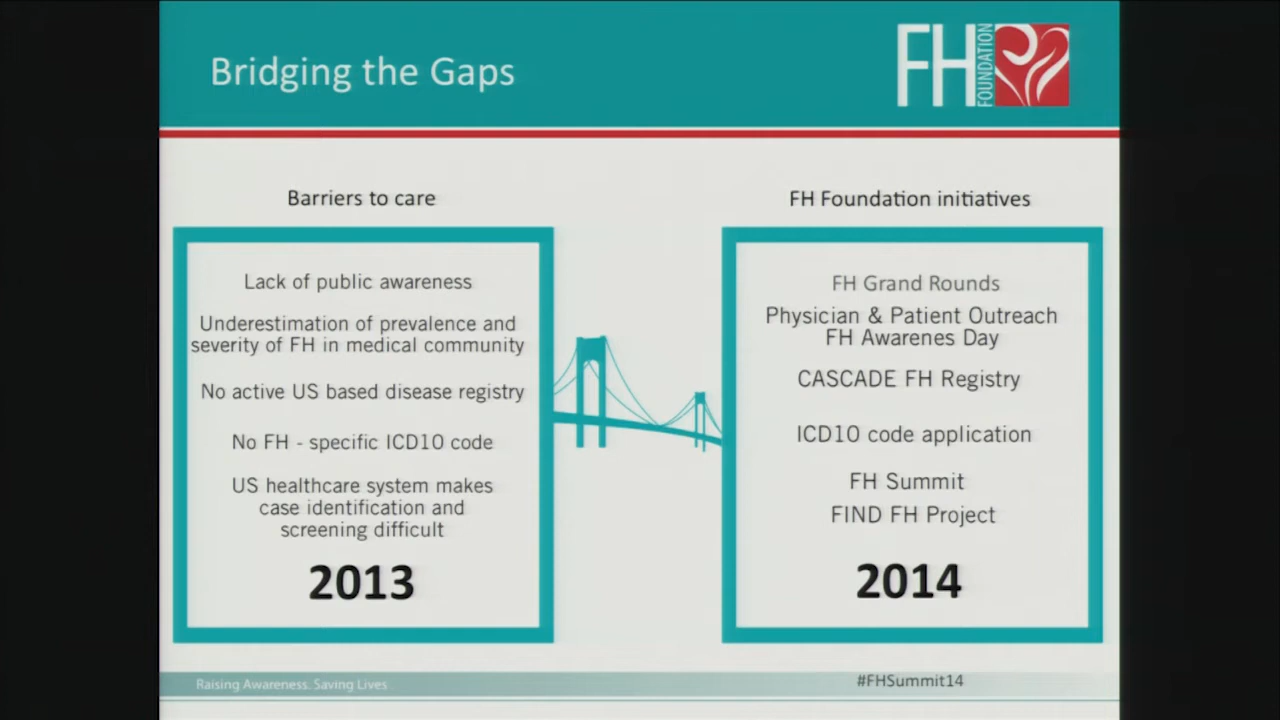 Bridging the Gaps
FH
FOUNDATION
Barriers to care
Lack of public awareness
Underestimation of prevalence and
severity of FH in medical community
No active US based disease registry
No FH - specific ICD10 code
US healthcare system makes
case identification and
screening difficult
2013
FH Foundation initiatives
FH Grand Rounds
Physician & Patient Outreach
FH Awarenes Day
CASCADE FH Registry
ICD10 code application
FH Summit
FIND FH Project
2014
Raising Awareness. Saving Lives
#FHSummit14